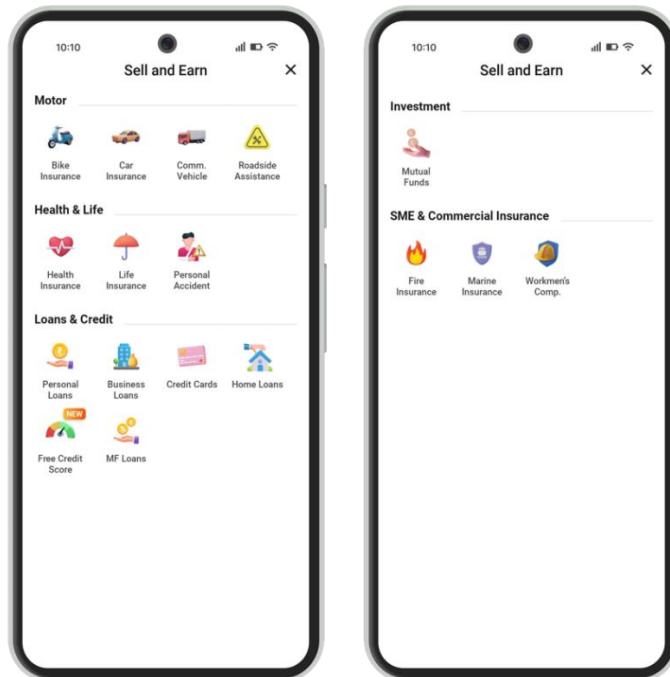 10:10
Sell and Earn
Motor
Bike
Insurance
Car
Insurance
Comm.
Vehicle
Roadside
Assistance
Health & Life
Health
Insurance
Life
Insurance
Personal
Accident
Loans & Credit
Personal
Loans
Business
Loans
Credit Cards
Home Loans
NEW
Free Credit
Score
MF Loans
10:10
Sell and Earn
Investment
Mutual
Funds
SME & Commercial Insurance
Fire
Insurance
Marine
Insurance
Workmen's
Comp.